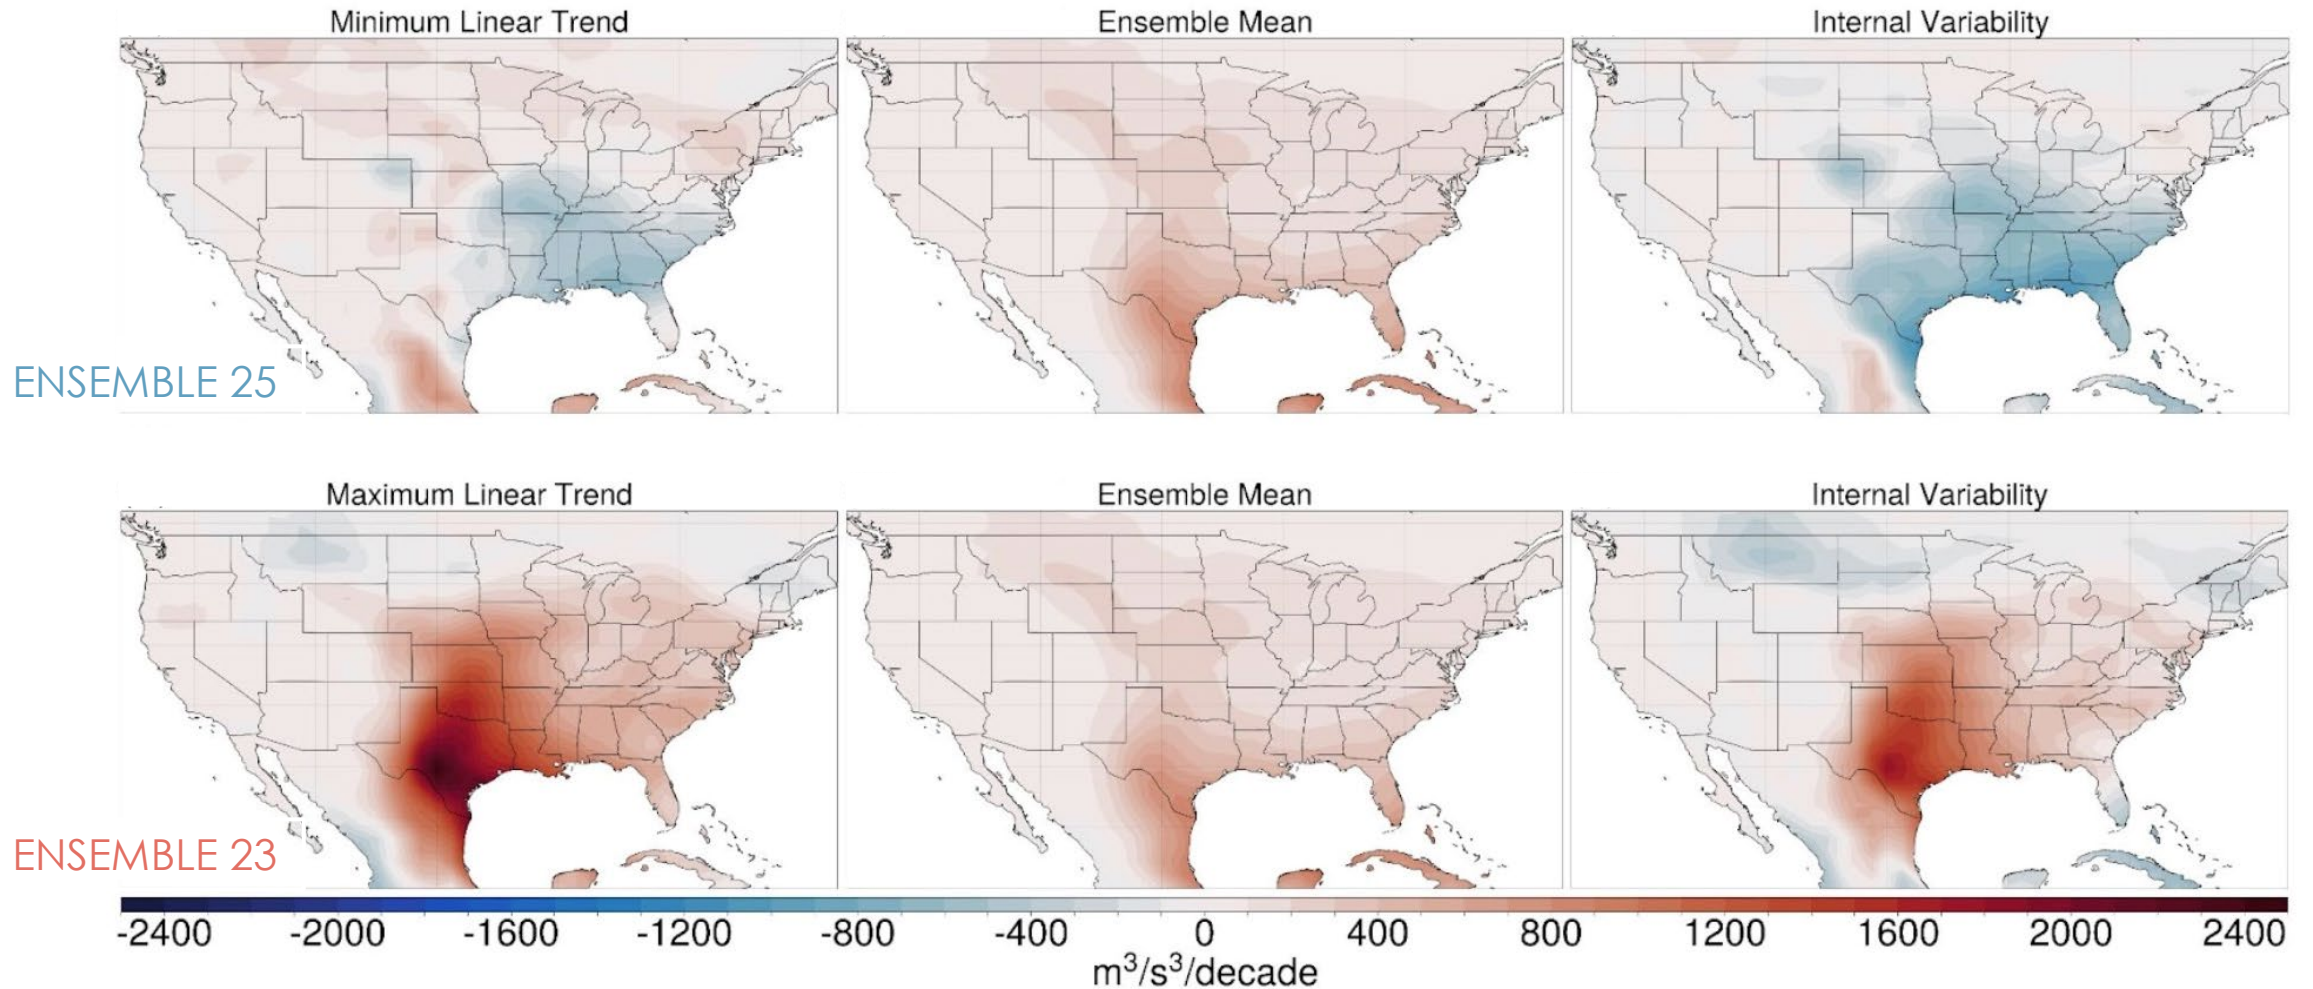 Minimum Linear Trend
Ensemble Mean
Internal Variability
ENSEMBLE 25
Maximum Linear Trend
Ensemble Mean
Internal Variability
ENSEMBLE 23
-2400 -2000 -1600 -1200 -800 -400 0 400 800 1200 1600 2000 2400
m³/s³/decade